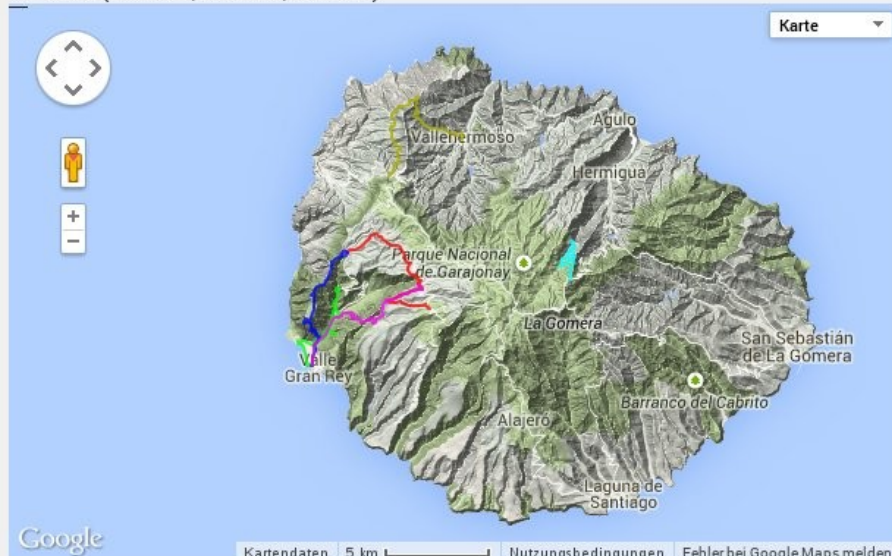 Karte
Vallehermoso
Agulo
Hermigua
Parque Nacional
de Garajonay
La Gomera
San Sebastián
de La Gomera
Valle
Gran Rey
Barranco del Cabrito
Alajeró
Laguna de
Santiago
Google
Kartendaten
5 km
Nutzungsbedingungen
Fehler bei Google Maps melden